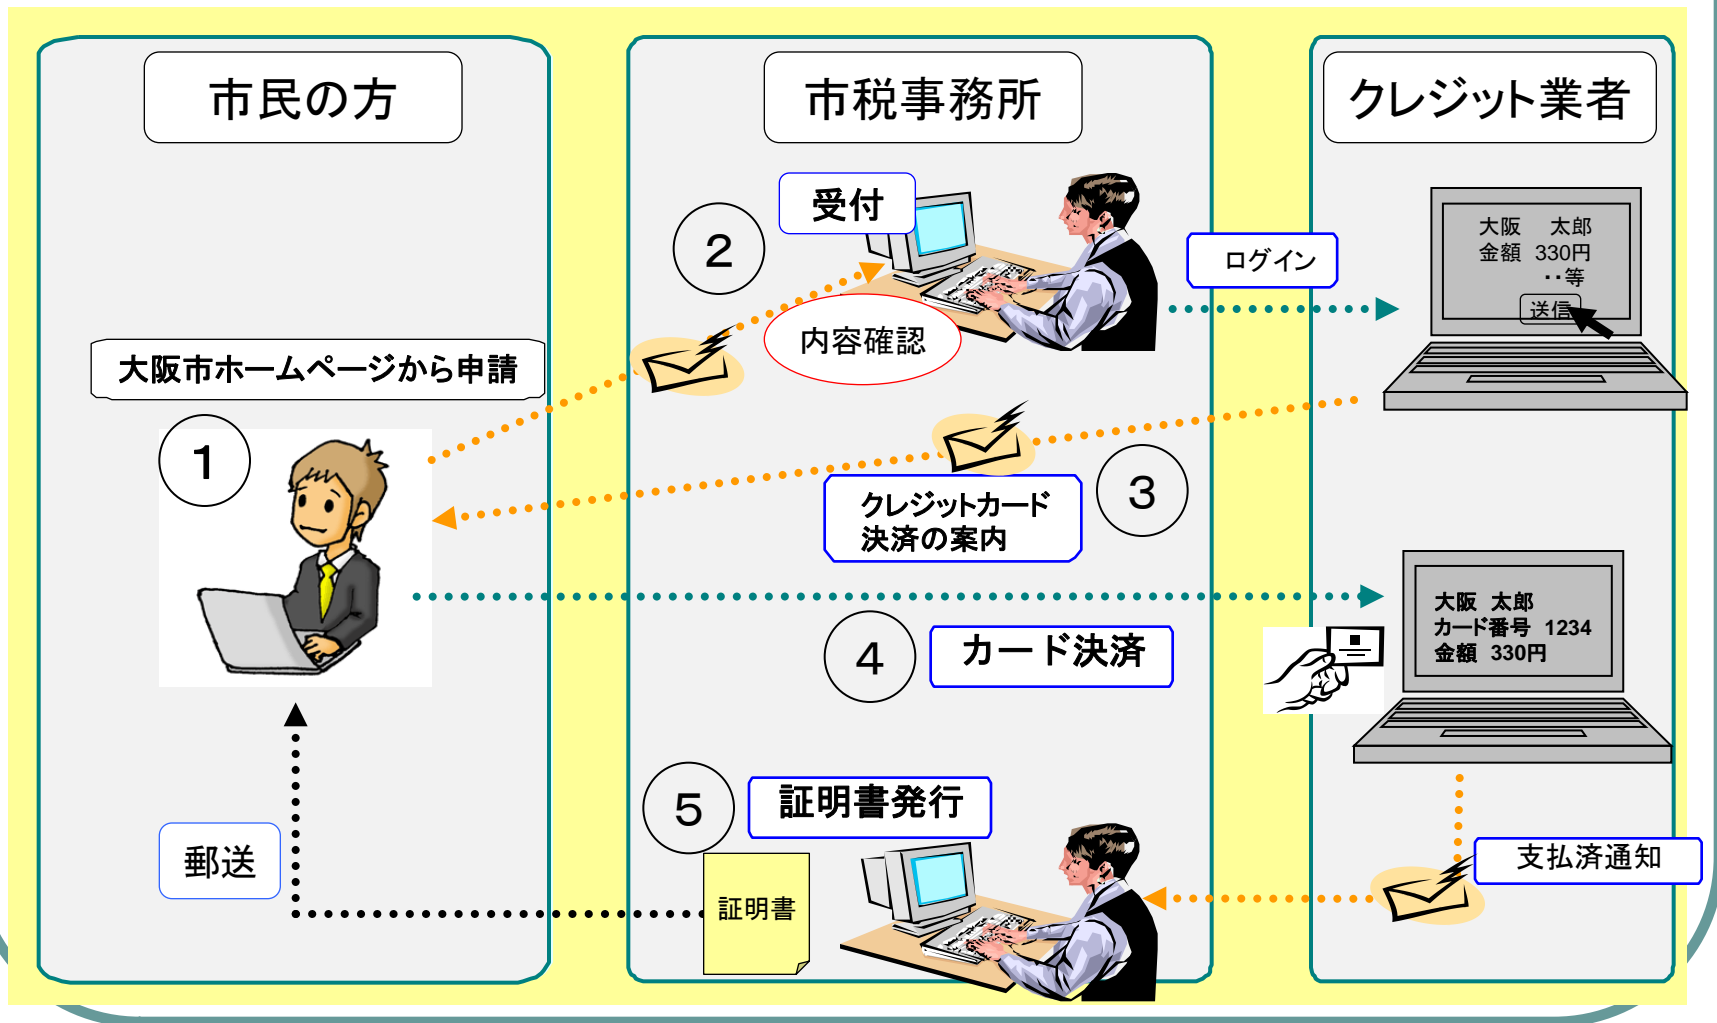 市民の方
市税事務所
クレジット業者
受付
２
ログイン
大阪　太郎
金額 330円
・・等
送信
内容確認
大阪市ホームページから申請
１
クレジットカード
決済の案内
３
大阪 太郎
カード番号 1234
金額 330円
４
カード決済
５
証明書発行
郵送
証明書
支払済通知